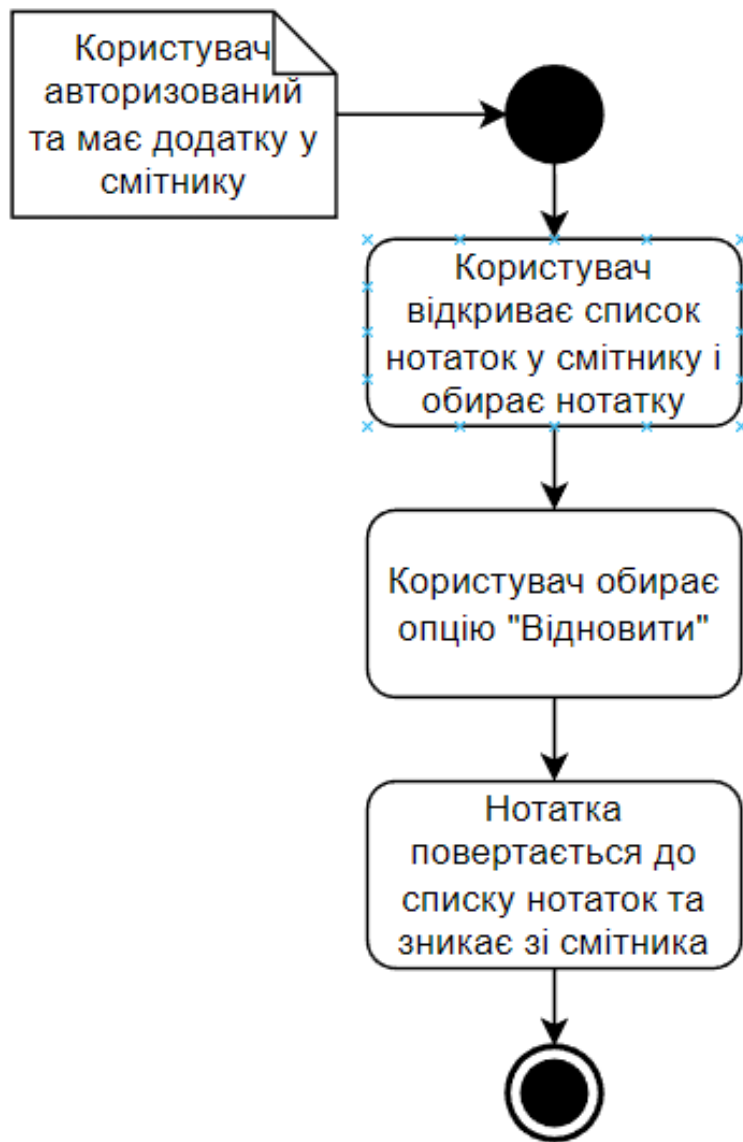 Користувач
авторизований
та має додатку у
смітнику
Користувач
відкриває список
нотаток у смітнику і
обирає нотатку
Користувач обирає
опцію "Відновити"
Нотатка
повертається до
списку нотаток та
зникає зі смітника